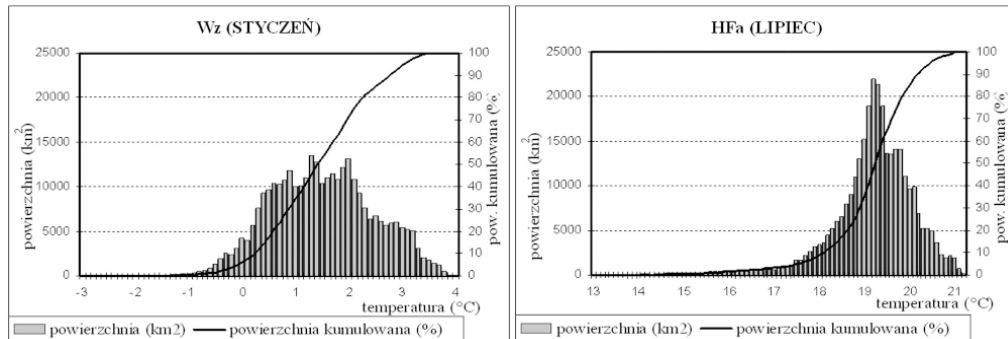 Wz (STYCZEŃ)
25000 20000 15000 10000 5000 0
powierzchnia (km2)
100 90 80 70 60 50 40 30 20 10 0
pow. kumulowana (%)
-3 -2 -1 0 1 2 3 4
temperatura (°C)
powierzchnia (km2) powierzchnia kumulowana (%)
HFa (LIPIEC)
25000 20000 15000 10000 5000 0
powierzchnia (km2)
100 90 80 70 60 50 40 30 20 10 0
pow. kumulowana (%)
13 14 15 16 17 18 19 20 21
temperatura (°C)
powierzchnia (km2) powierzchnia kumulowana (%)